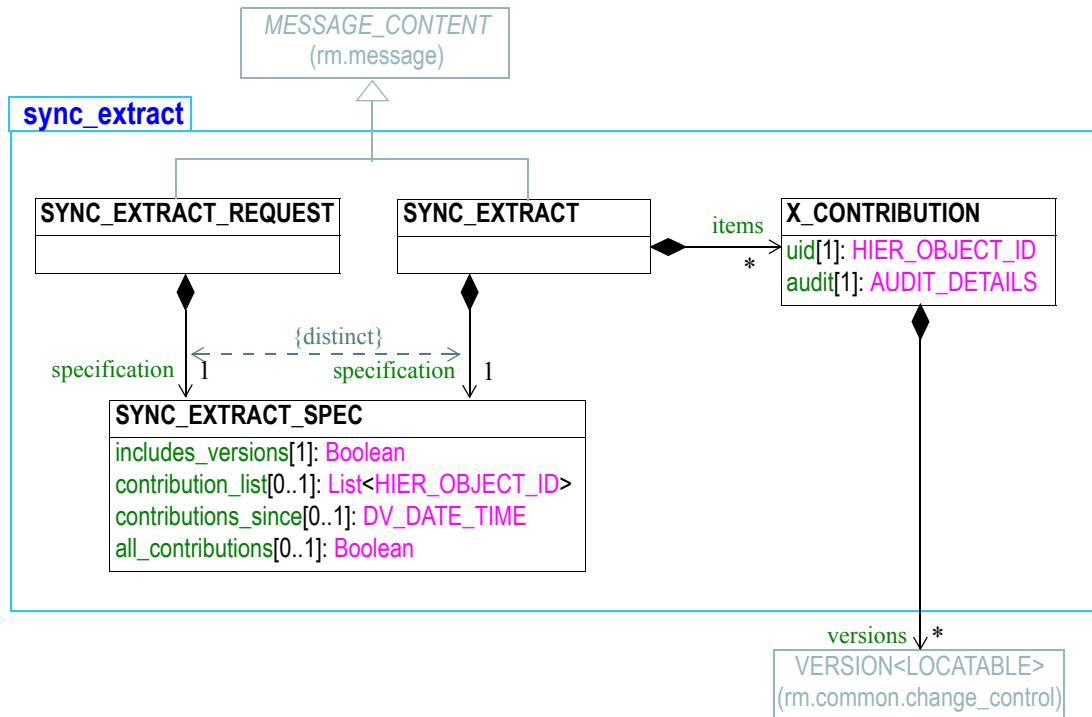 MESSAGE_CONTENT
(rm.message)
sync_extract
SYNC_EXTRACT_REQUEST
SYNC_EXTRACT
items
*
X_CONTRIBUTION
uid[1]: HIER_OBJECT_ID
audit[1]: AUDIT_DETAILS
{distinct}
specification 1
specification 1
SYNC_EXTRACT_SPEC
includes_versions[1]: Boolean
contribution_list[0..1]: List<HIER_OBJECT_ID>
contributions_since[0..1]: DV_DATE_TIME
all_contributions[0..1]: Boolean
versions *
VERSION<LOCATABLE>
(rm.common.change_control)